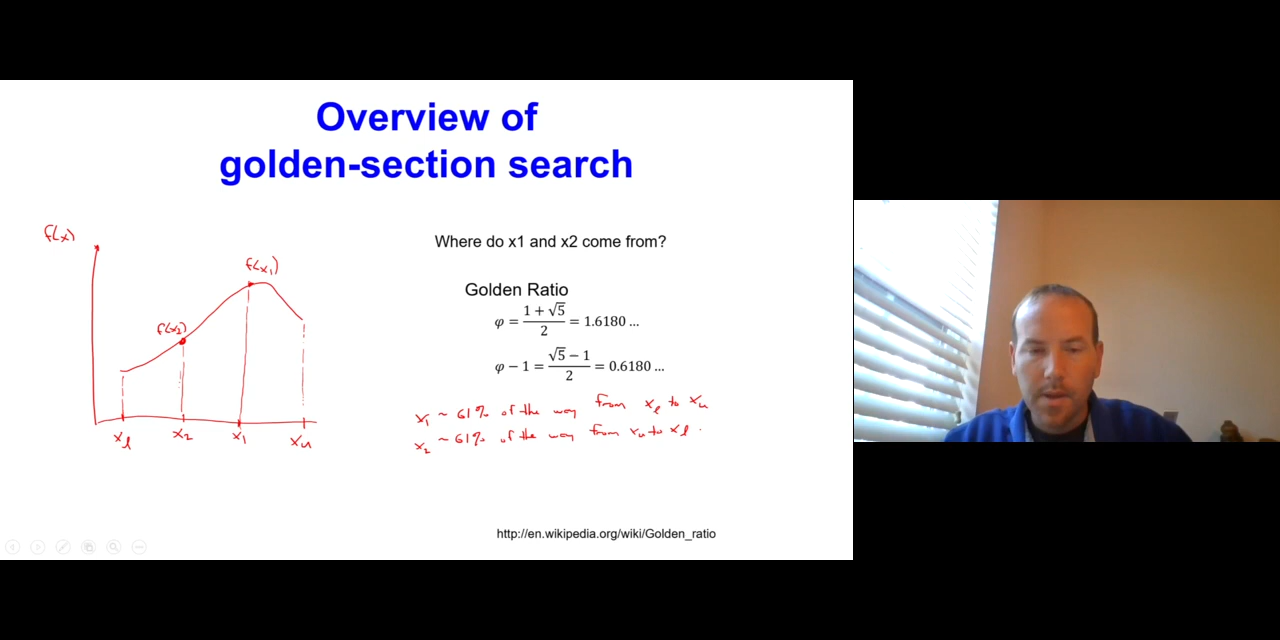 Overview of
golden-section search
f(x)
f(x₁)
f(x₂)
xₗ x₂ x₁ xᵤ
Where do x1 and x2 come from?
Golden Ratio
φ = (1 + √5)/2 = 1.6180 ...
φ − 1 = (√5 − 1)/2 = 0.6180 ...
x₁ ~ 61% of the way from xₗ to xᵤ
x₂ ~ 61% of the way from xᵤ to xₗ.
http://en.wikipedia.org/wiki/Golden_ratio